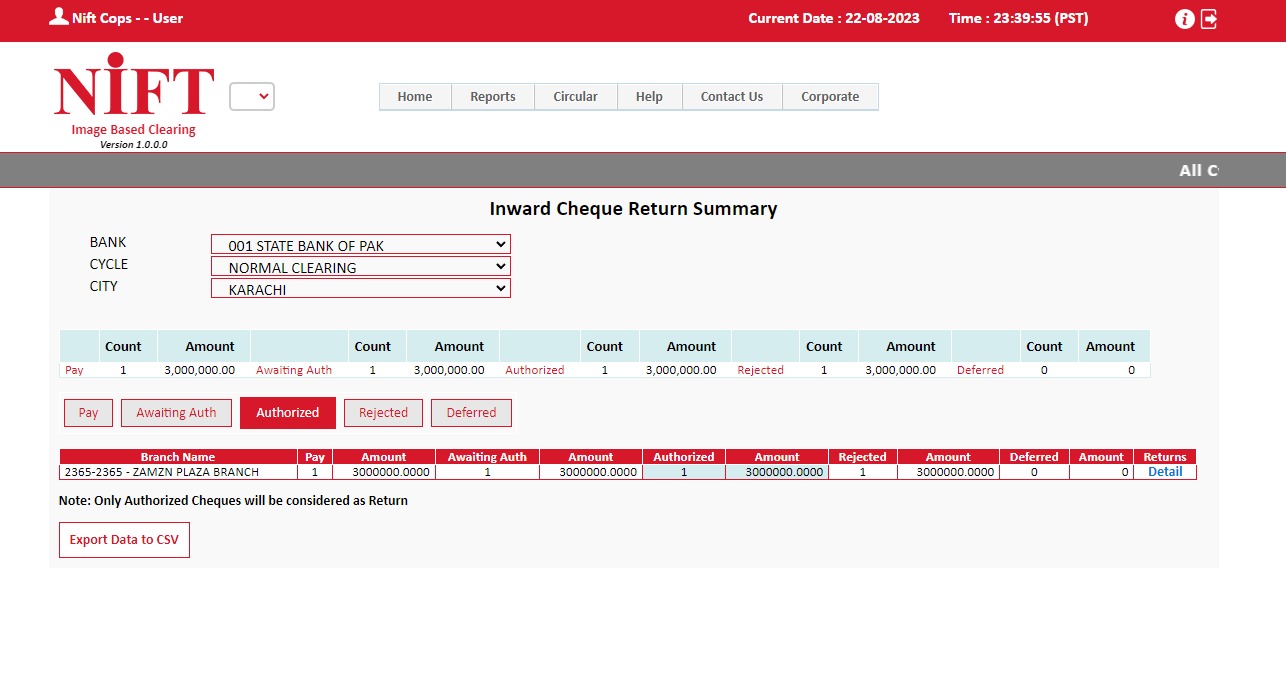 Nift Cops - - User Current Date : 22-08-2023 Time : 23:39:55 (PST)
NIFT
Image Based Clearing
Version 1.0.0.0
Home Reports Circular Help Contact Us Corporate
All
Inward Cheque Return Summary
BANK 001 STATE BANK OF PAK
CYCLE NORMAL CLEARING
CITY KARACHI
Count Amount Count Amount Count Amount Count Amount Count Amount
Pay 1 3,000,000.00 Awaiting Auth 1 3,000,000.00 Authorized 1 3,000,000.00 Rejected 1 3,000,000.00 Deferred 0 0
Pay Awaiting Auth Authorized Rejected Deferred
Branch Name Pay Amount Awaiting Auth Amount Authorized Amount Rejected Amount Deferred Amount Returns
2365-2365 - ZAMZN PLAZA BRANCH 1 3000000.0000 1 3000000.0000 1 3000000.0000 1 3000000.0000 0 0 Detail
Note: Only Authorized Cheques will be considered as Return
Export Data to CSV